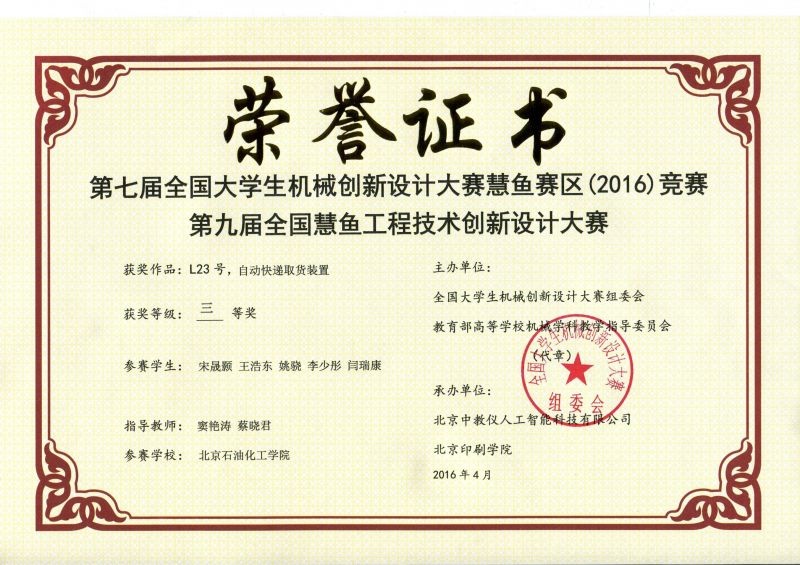 荣誉证书
第七届全国大学生机械创新设计大赛慧鱼赛区(2016)竞赛
第九届全国慧鱼工程技术创新设计大赛
获奖作品：L23号，自动快递取货装置
获奖等级： 三 等奖
参赛学生： 宋晟颢 王浩东 姚骁 李少彤 闫瑞康
指导教师： 窦艳涛 蔡晓君
参赛学校： 北京石油化工学院
主办单位：
全国大学生机械创新设计大赛组委会
教育部高等学校机械学科教学指导委员会
（代章）
承办单位：
北京中教仪人工智能科技有限公司
北京印刷学院
2016年4月
全国大学生机械创新设计大赛
组委会